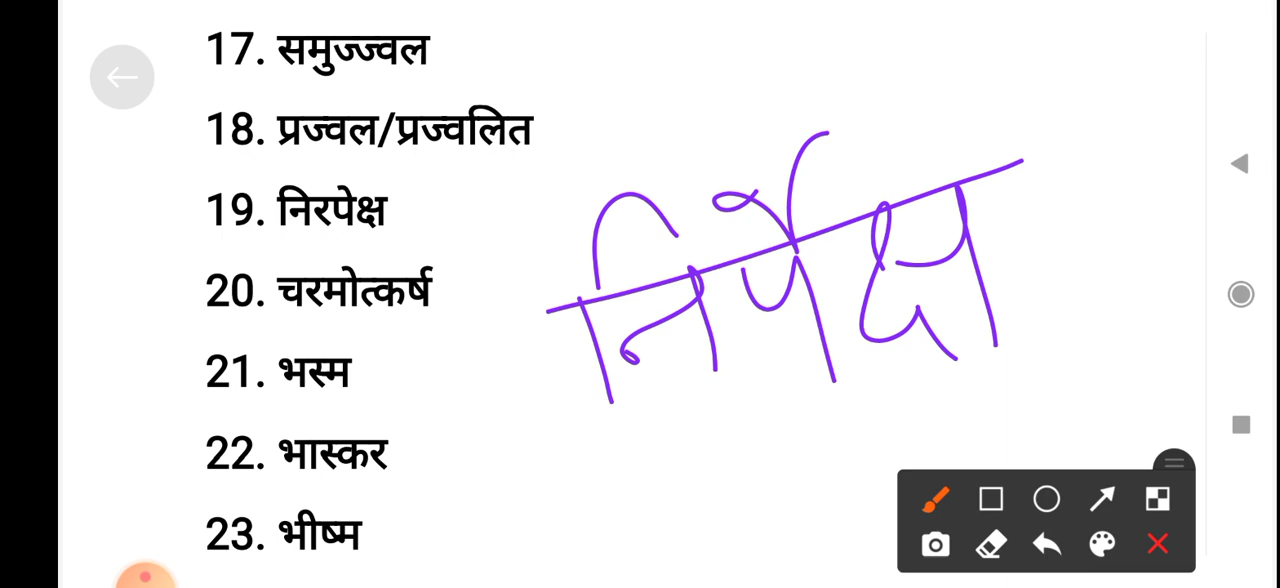 17. समुज्ज्वल
18. प्रज्वल/प्रज्वलित
19. निरपेक्ष
निर्पेक्ष
20. चरमोत्कर्ष
21. भस्म
22. भास्कर
23. भीष्म